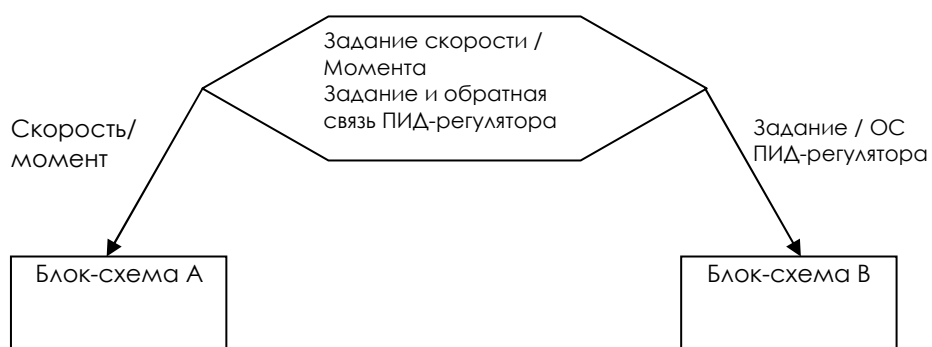 Задание скорости /
Момента
Задание и обратная
связь ПИД-регулятора
Скорость/
момент
Задание / ОС
ПИД-регулятора
Блок-схема А
Блок-схема В